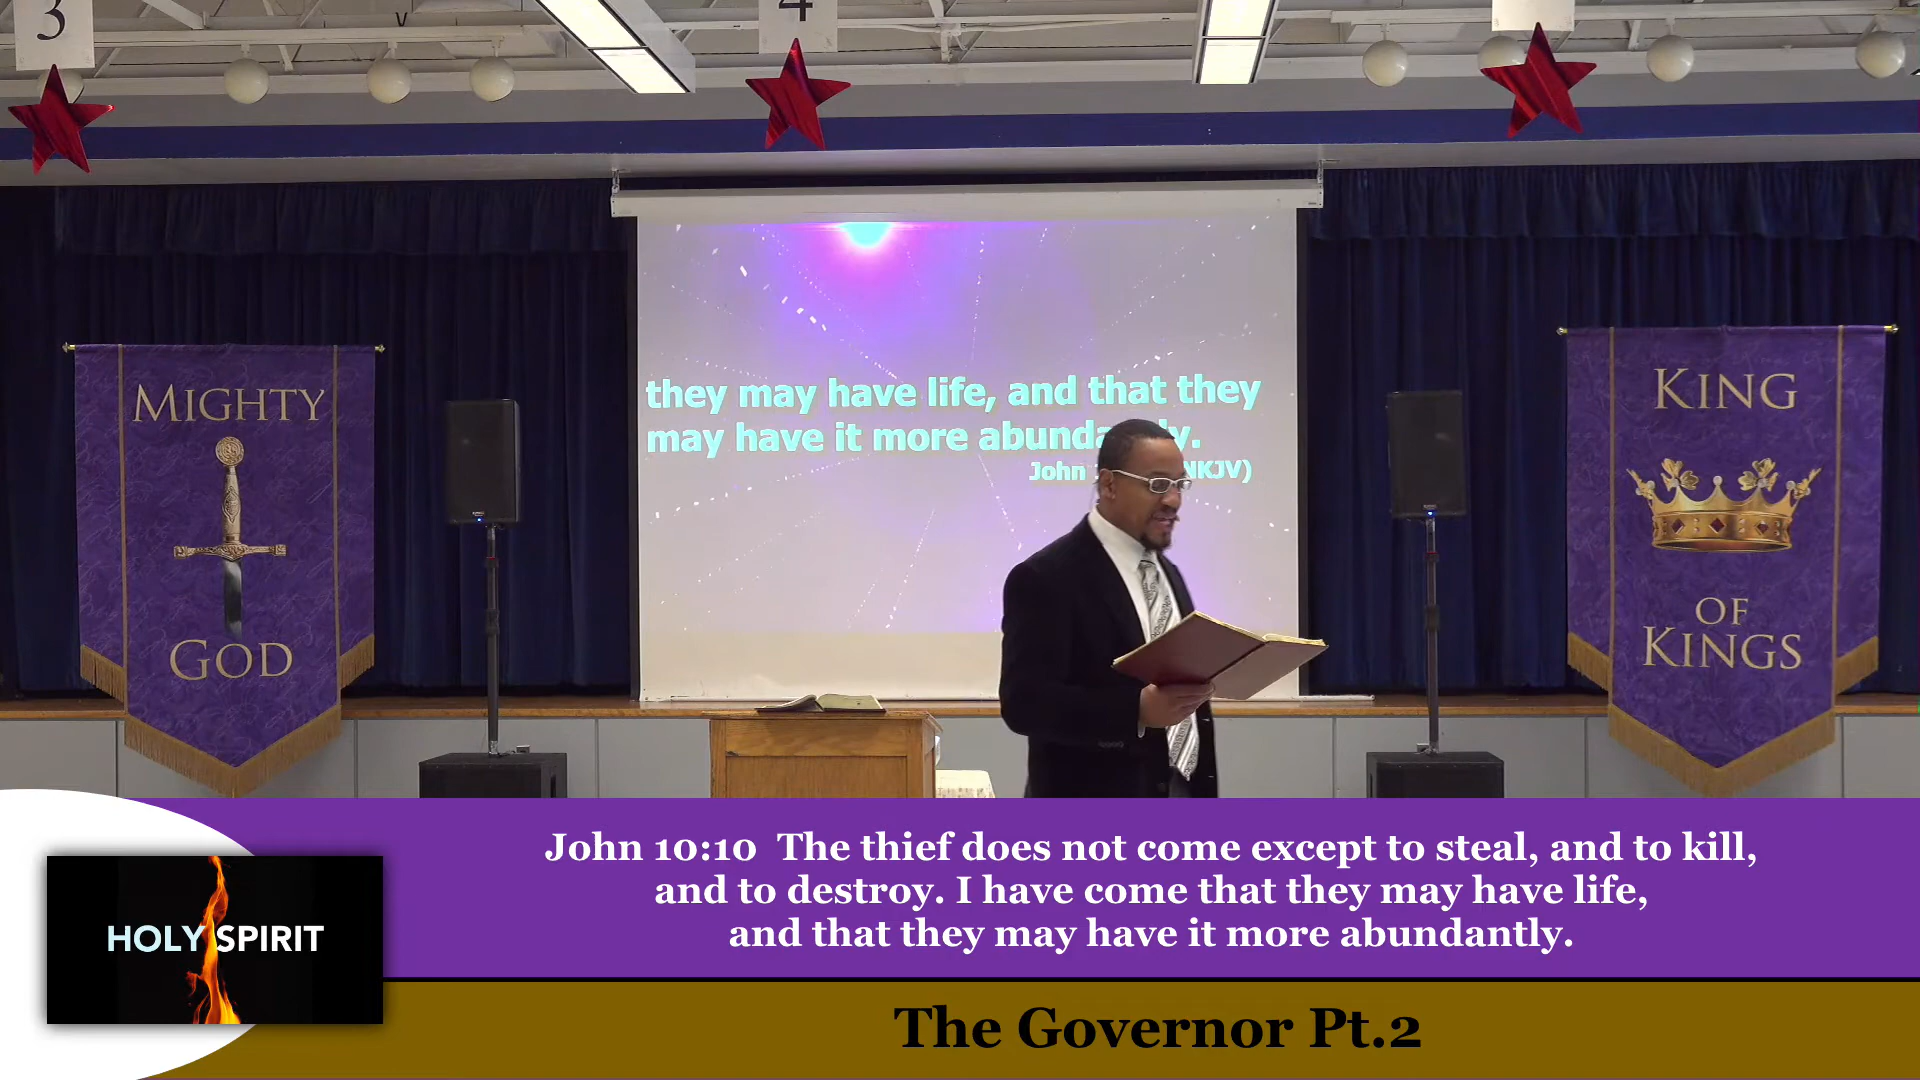 3
4
V
they may have life, and that they
may have it more
John NKJV)
MIGHTY
GOD
KING
OF
KINGS
John 10:10 The thief does not come except to steal, and to kill,
and to destroy. I have come that they may have life,
and that they may have it more abundantly.
HOLY SPIRIT
The Governor Pt.2